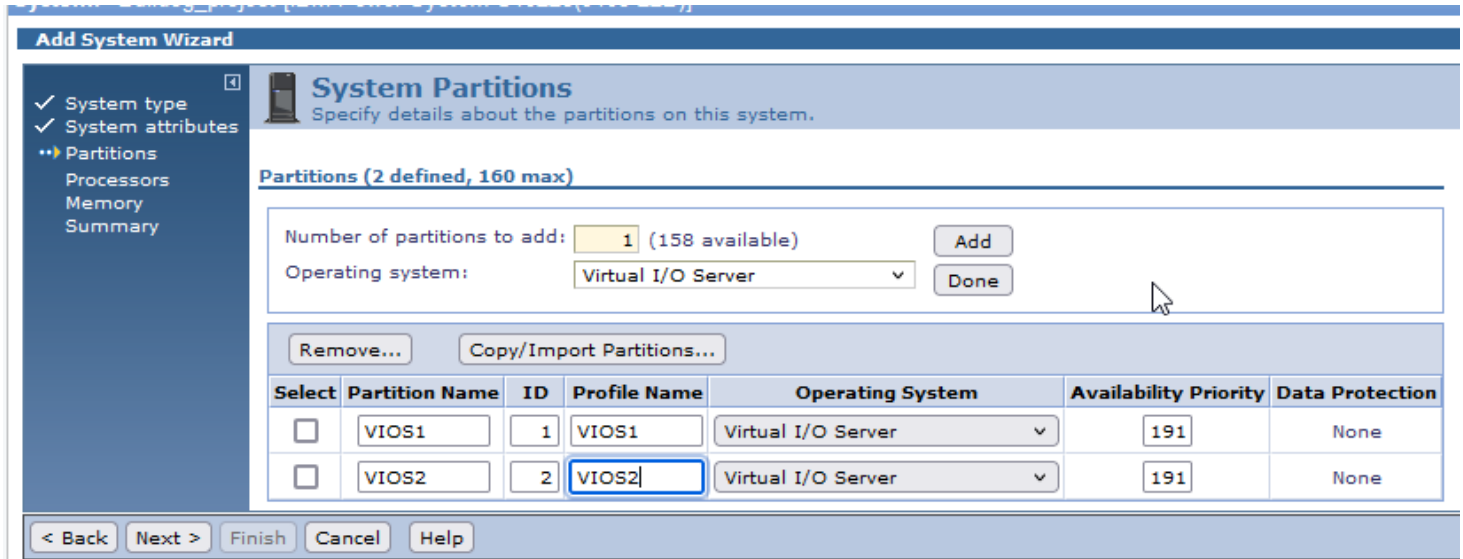 Add System Wizard
System type
System attributes
Partitions
Processors
Memory
Summary
System Partitions
Specify details about the partitions on this system.
Partitions (2 defined, 160 max)
Number of partitions to add: 1 (158 available) Add
Operating system: Virtual I/O Server Done
Remove... Copy/Import Partitions...
Select Partition Name ID Profile Name Operating System Availability Priority Data Protection
VIOS1 1 VIOS1 Virtual I/O Server 191 None
VIOS2 2 VIOS2 Virtual I/O Server 191 None
< Back Next > Finish Cancel Help